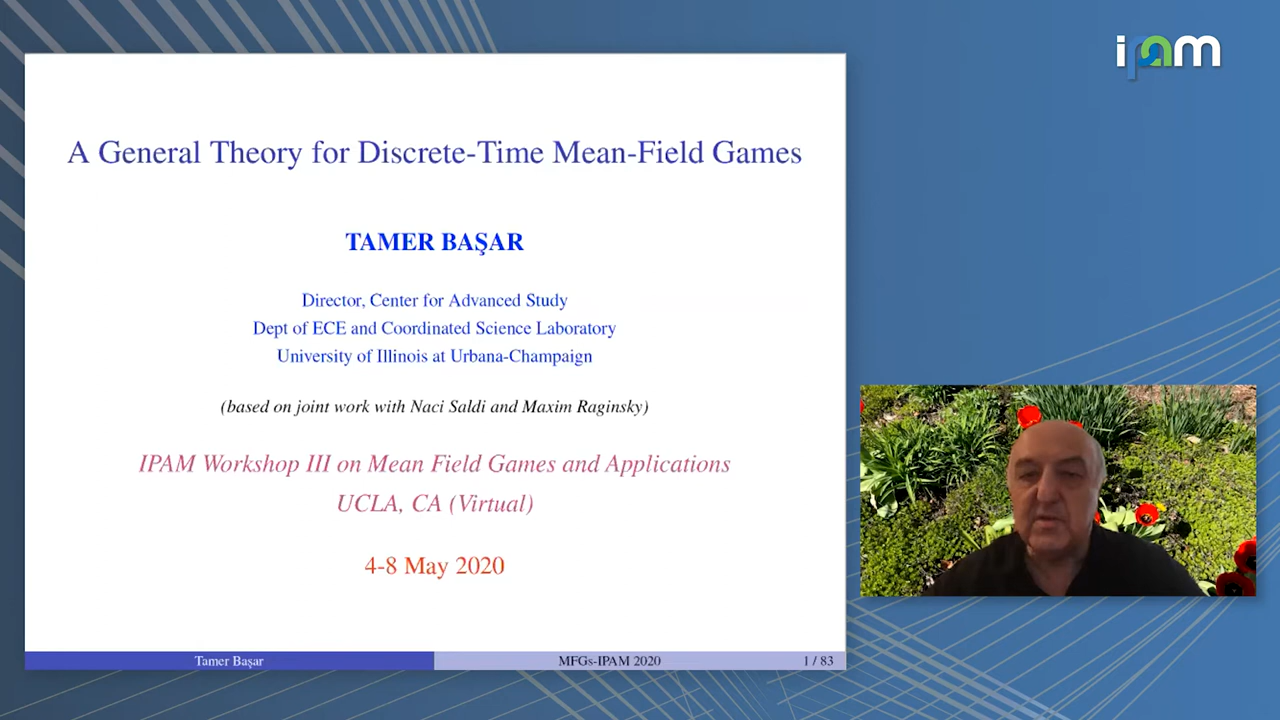 ipam
A General Theory for Discrete-Time Mean-Field Games
TAMER BAŞAR
Director, Center for Advanced Study
Dept of ECE and Coordinated Science Laboratory
University of Illinois at Urbana-Champaign
(based on joint work with Naci Saldi and Maxim Raginsky)
IPAM Workshop III on Mean Field Games and Applications
UCLA, CA (Virtual)
4-8 May 2020
Tamer Başar
MFGs-IPAM 2020
1 / 83